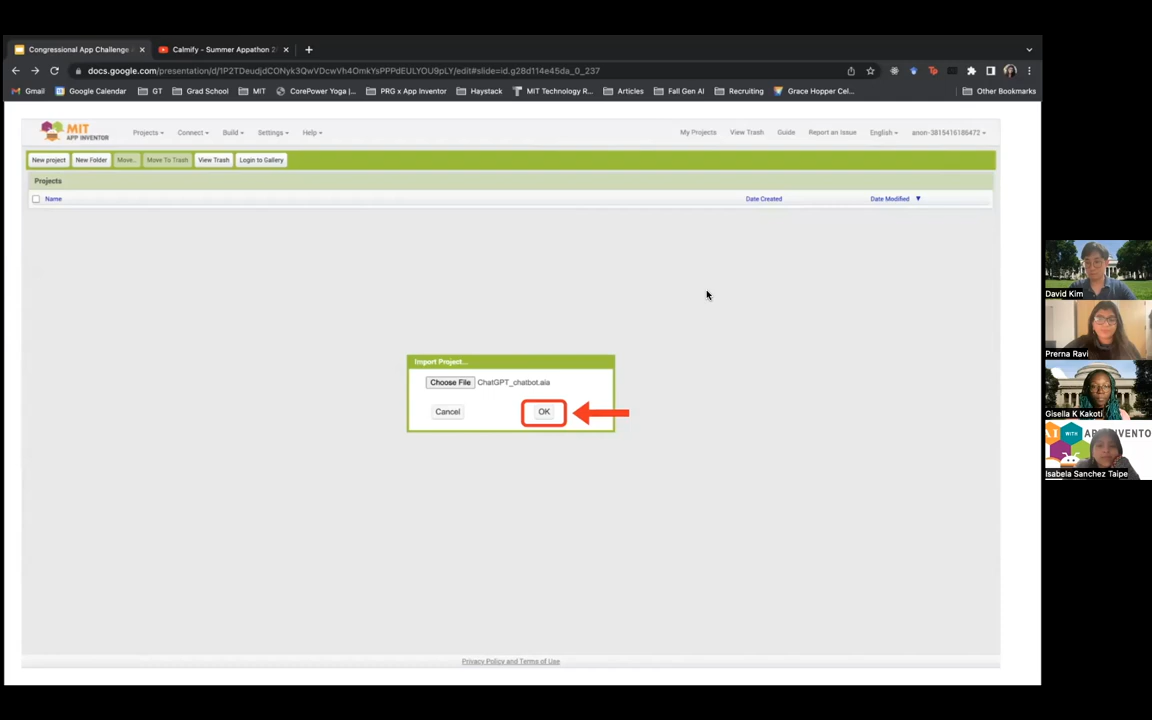 Congressional App Challenge
Calmify - Summer Appathon 2
docs.google.com/presentation/d/1P2TDeudjdCONyk3QwVDcwVh4OmkYsPPPdEULYOU9pLY/edit#slide=id.g28d114e45da_0_237
Gmail Google Calendar GT Grad School MIT CorePower Yoga |... PRG x App Inventor Haystack MIT Technology R... Articles Fall Gen AI Recruiting Grace Hopper Cel... Other Bookmarks
MIT
APP INVENTOR
Projects Connect Build Settings Help My Projects View Trash Guide Report an Issue English anon-3815416186472
New project New Folder Move... Move To Trash View Trash Login to Gallery
Projects
Name Date Created Date Modified
Import Project...
Choose File ChatGPT_chatbot.aia
Cancel OK
Privacy Policy and Terms of Use
David Kim
Prerna Ravi
Gisella K Kakoti
WITH
Isabela Sanchez Taipe